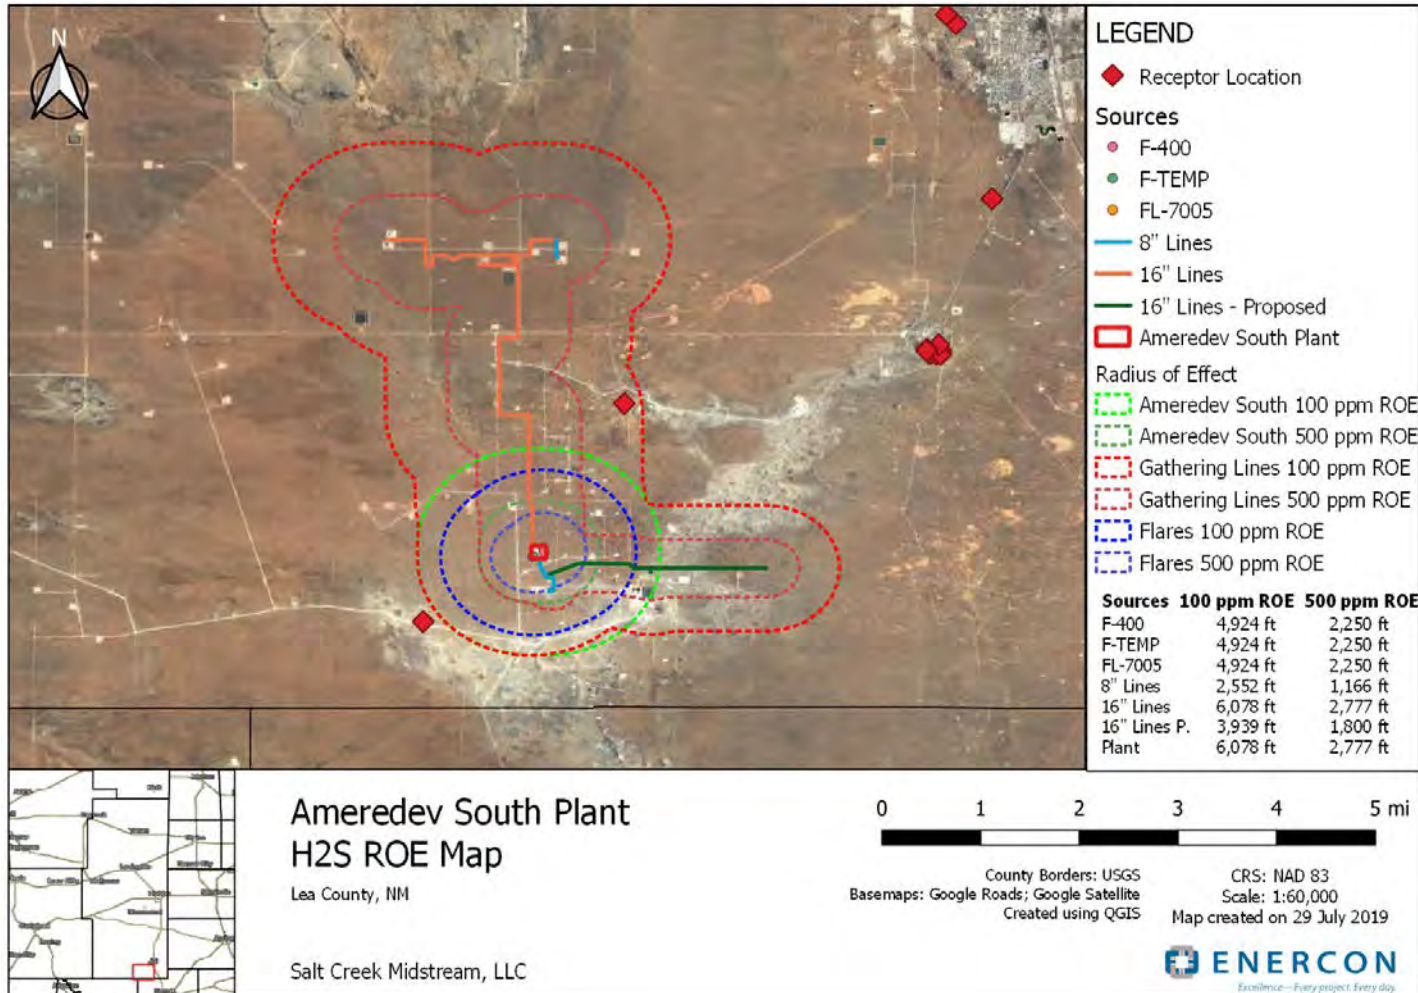 N
LEGEND
Receptor Location
Sources
F-400
F-TEMP
FL-7005
8" Lines
16" Lines
16" Lines - Proposed
Ameredev South Plant
Radius of Effect
Ameredev South 100 ppm ROE
Ameredev South 500 ppm ROE
Gathering Lines 100 ppm ROE
Gathering Lines 500 ppm ROE
Flares 100 ppm ROE
Flares 500 ppm ROE
Sources 100 ppm ROE 500 ppm ROE
F-400 4,924 ft 2,250 ft
F-TEMP 4,924 ft 2,250 ft
FL-7005 4,924 ft 2,250 ft
8" Lines 2,552 ft 1,166 ft
16" Lines 6,078 ft 2,777 ft
16" Lines P. 3,939 ft 1,800 ft
Plant 6,078 ft 2,777 ft
Ameredev South Plant
H2S ROE Map
Lea County, NM
Salt Creek Midstream, LLC
0 1 2 3 4 5 mi
County Borders: USGS
Basemaps: Google Roads; Google Satellite
Created using QGIS
CRS: NAD 83
Scale: 1:60,000
Map created on 29 July 2019
ENERCON
Excellence—Every project. Every day.